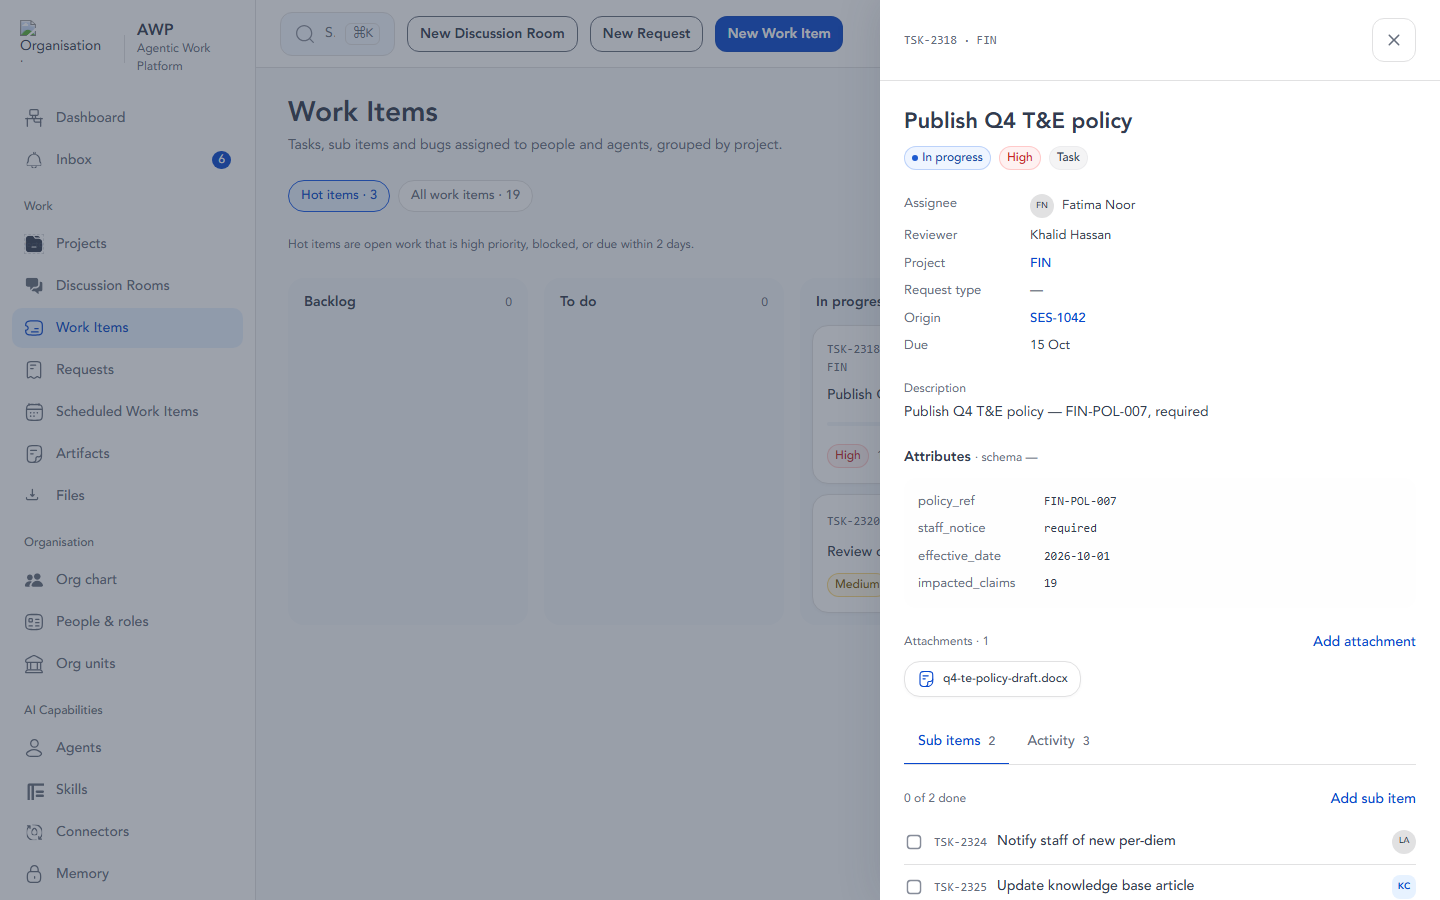 Organisation
AWP
Agentic Work
Platform
Dashboard
Inbox 6
Work
Projects
Discussion Rooms
Work Items
Requests
Scheduled Work Items
Artifacts
Files
Organisation
Org chart
People & roles
Org units
AI Capabilities
Agents
Skills
Connectors
Memory
S ⌘K New Discussion Room New Request New Work Item
Work Items
Tasks, sub items and bugs assigned to people and agents, grouped by project.
Hot items · 3 All work items · 19
Hot items are open work that is high priority, blocked, or due within 2 days.
Backlog 0
To do 0
In progres
TSK-2318
FIN
Publish
High
TSK-2320
Review
Medium
TSK-2318 · FIN
Publish Q4 T&E policy
In progress High Task
Assignee FN Fatima Noor
Reviewer Khalid Hassan
Project FIN
Request type —
Origin SES-1042
Due 15 Oct
Description
Publish Q4 T&E policy — FIN-POL-007, required
Attributes · schema —
policy_ref FIN-POL-007
staff_notice required
effective_date 2026-10-01
impacted_claims 19
Attachments · 1 Add attachment
q4-te-policy-draft.docx
Sub items 2 Activity 3
0 of 2 done Add sub item
TSK-2324 Notify staff of new per-diem LA
TSK-2325 Update knowledge base article KC